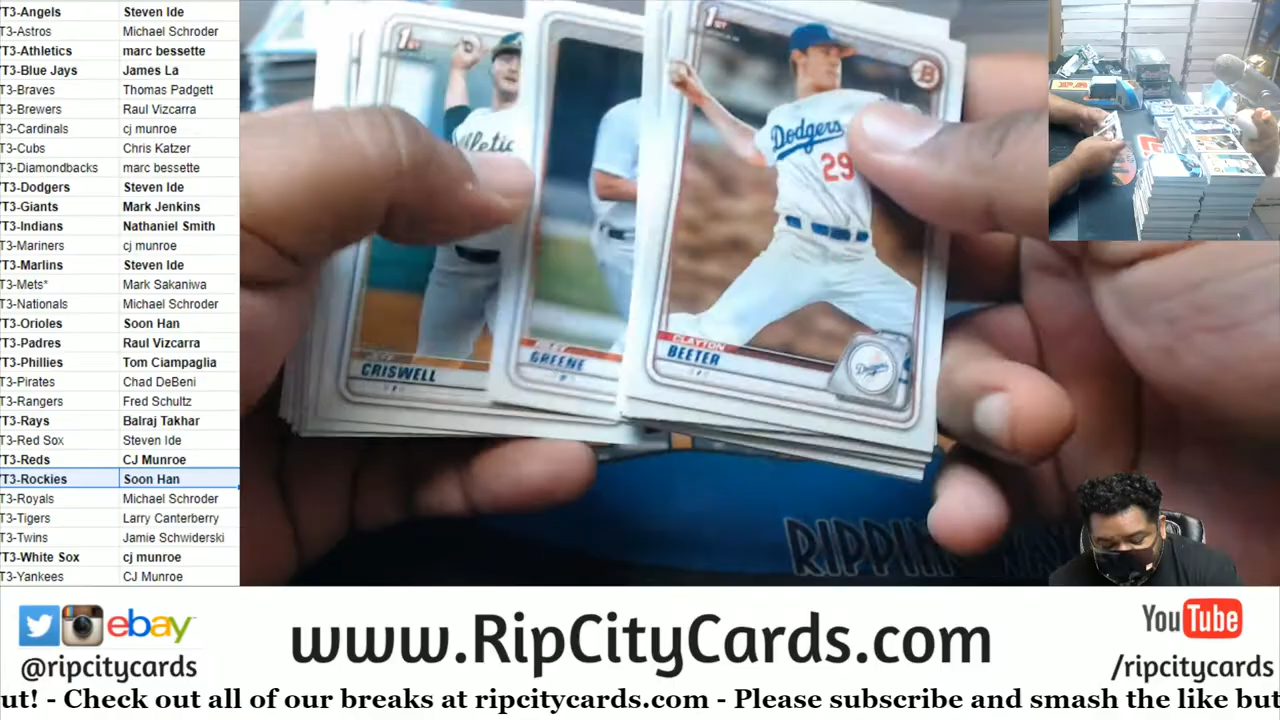 T3-Angels Steven Ide
T3-Astros Michael Schroder
T3-Athletics marc bessette
T3-Blue Jays James La
T3-Braves Thomas Padgett
T3-Brewers Raul Vizcarra
T3-Cardinals cj munroe
T3-Cubs Chris Katzer
T3-Diamondbacks marc bessette
T3-Dodgers Steven Ide
T3-Giants Mark Jenkins
T3-Indians Nathaniel Smith
T3-Mariners cj munroe
T3-Marlins Steven Ide
T3-Mets* Mark Sakaniwa
T3-Nationals Michael Schroder
T3-Orioles Soon Han
T3-Padres Raul Vizcarra
T3-Phillies Tom Ciampaglia
T3-Pirates Chad DeBeni
T3-Rangers Fred Schultz
T3-Rays Balraj Takhar
T3-Red Sox Steven Ide
T3-Reds CJ Munroe
T3-Rockies Soon Han
T3-Royals Michael Schroder
T3-Tigers Larry Canterberry
T3-Twins Jamie Schwiderski
T3-White Sox cj munroe
T3-Yankees CJ Munroe
1st
CRISWELL
GREENE
1st
B
Dodgers
29
CLAYTON
BEETER
Dodgers
RIPPIN
ebay
@ripcitycards
www.RipCityCards.com
YouTube
/ripcitycards
ut! - Check out all of our breaks at ripcitycards.com - Please subscribe and smash the like but